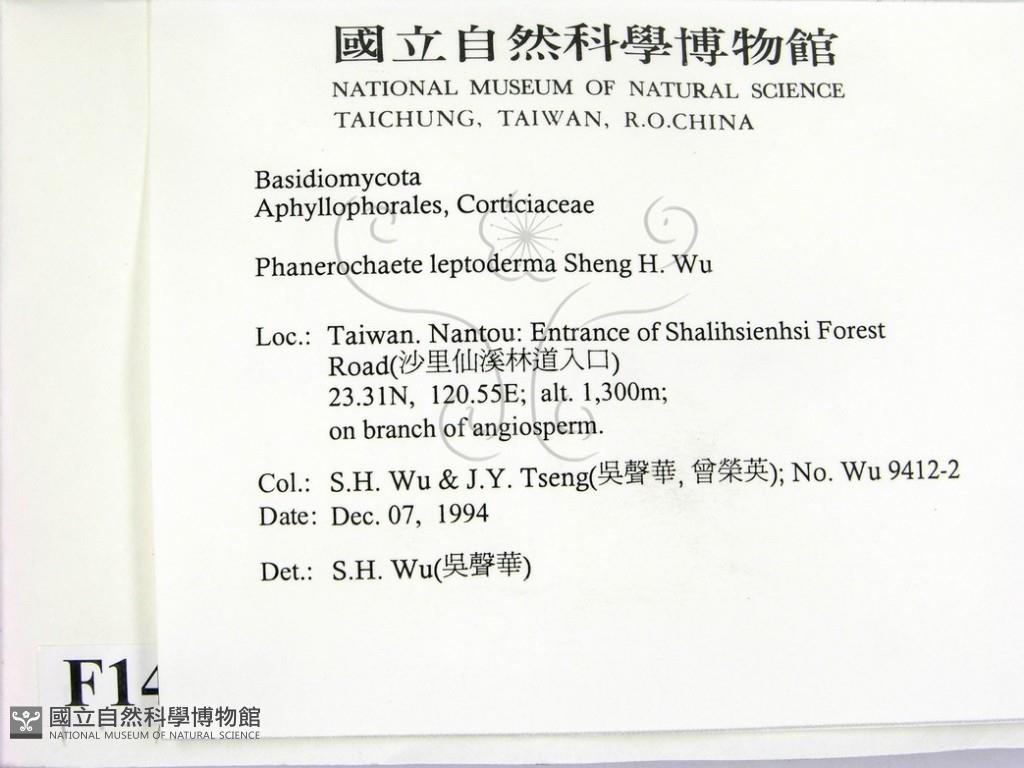 國立自然科學博物館
NATIONAL MUSEUM OF NATURAL SCIENCE
TAICHUNG, TAIWAN, R.O.CHINA
Basidiomycota
Aphyllophorales, Corticiaceae
Phanerochaete leptoderma Sheng H. Wu
Loc.: Taiwan. Nantou: Entrance of Shalihsienhsi Forest
Road(沙里仙溪林道入口)
23.31N, 120.55E; alt. 1,300m;
on branch of angiosperm.
Col.: S.H. Wu & J.Y. Tseng(吳聲華, 曾榮英); No. Wu 9412-2
Date: Dec. 07, 1994
Det.: S.H. Wu(吳聲華)
F14
國立自然科學博物館
NATIONAL MUSEUM OF NATURAL SCIENCE